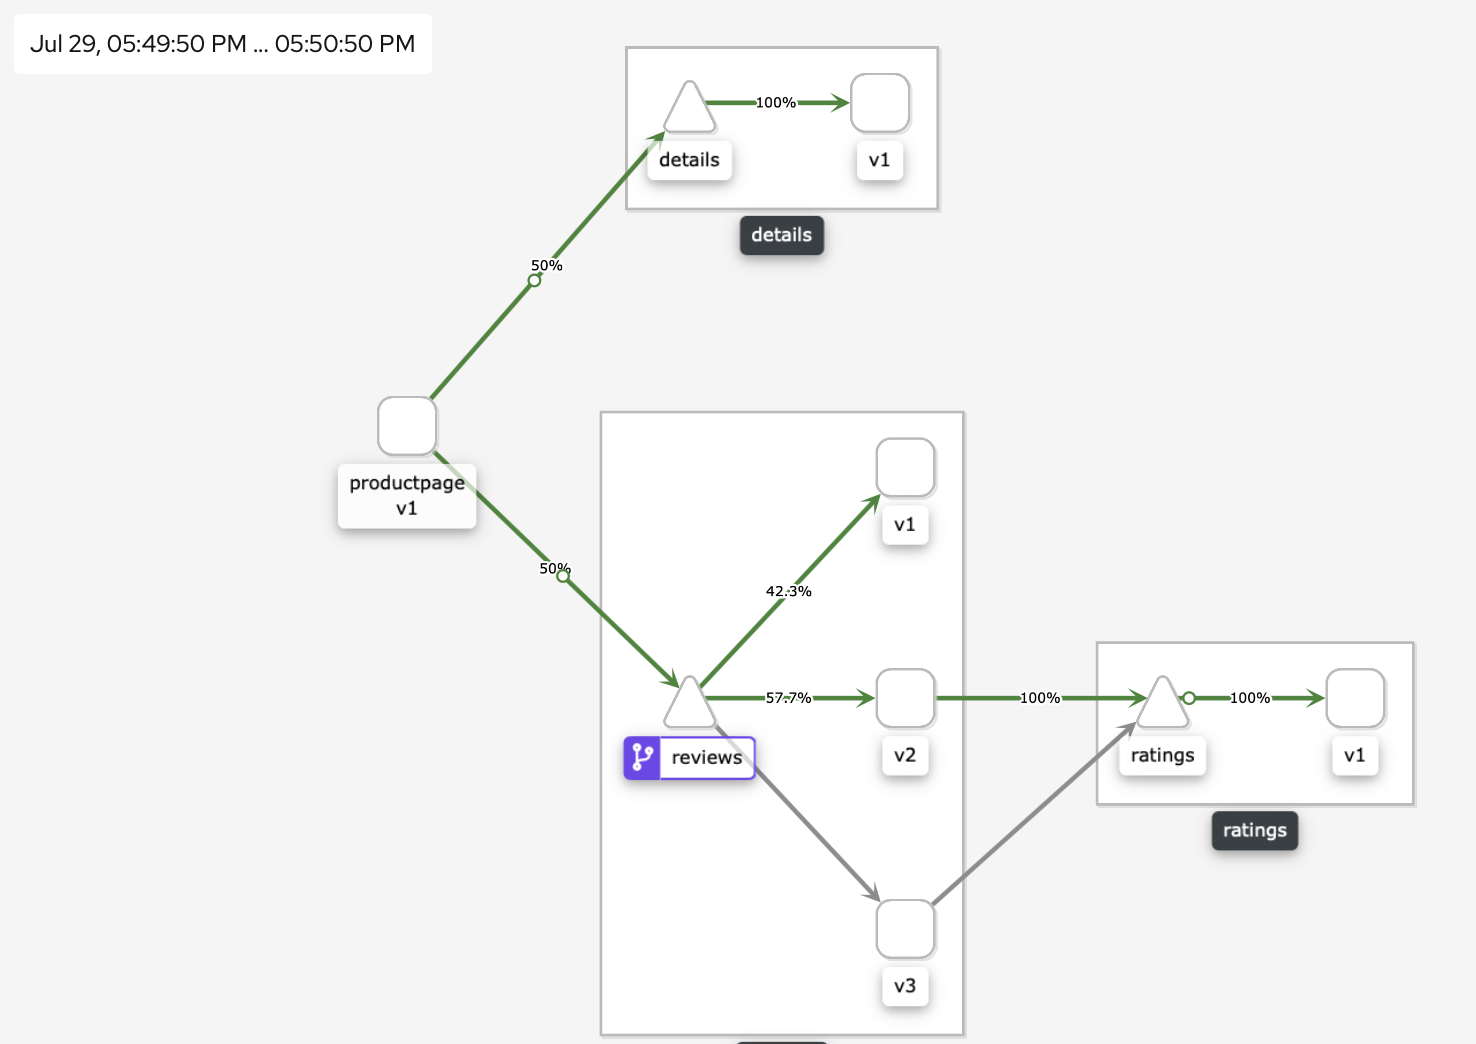 Jul 29, 05:49:50 PM ... 05:50:50 PM
100%
details
v1
details
50%
productpage
v1
50%
v1
42.3%
57.7%
100%
100%
reviews
v2
ratings
v1
ratings
v3